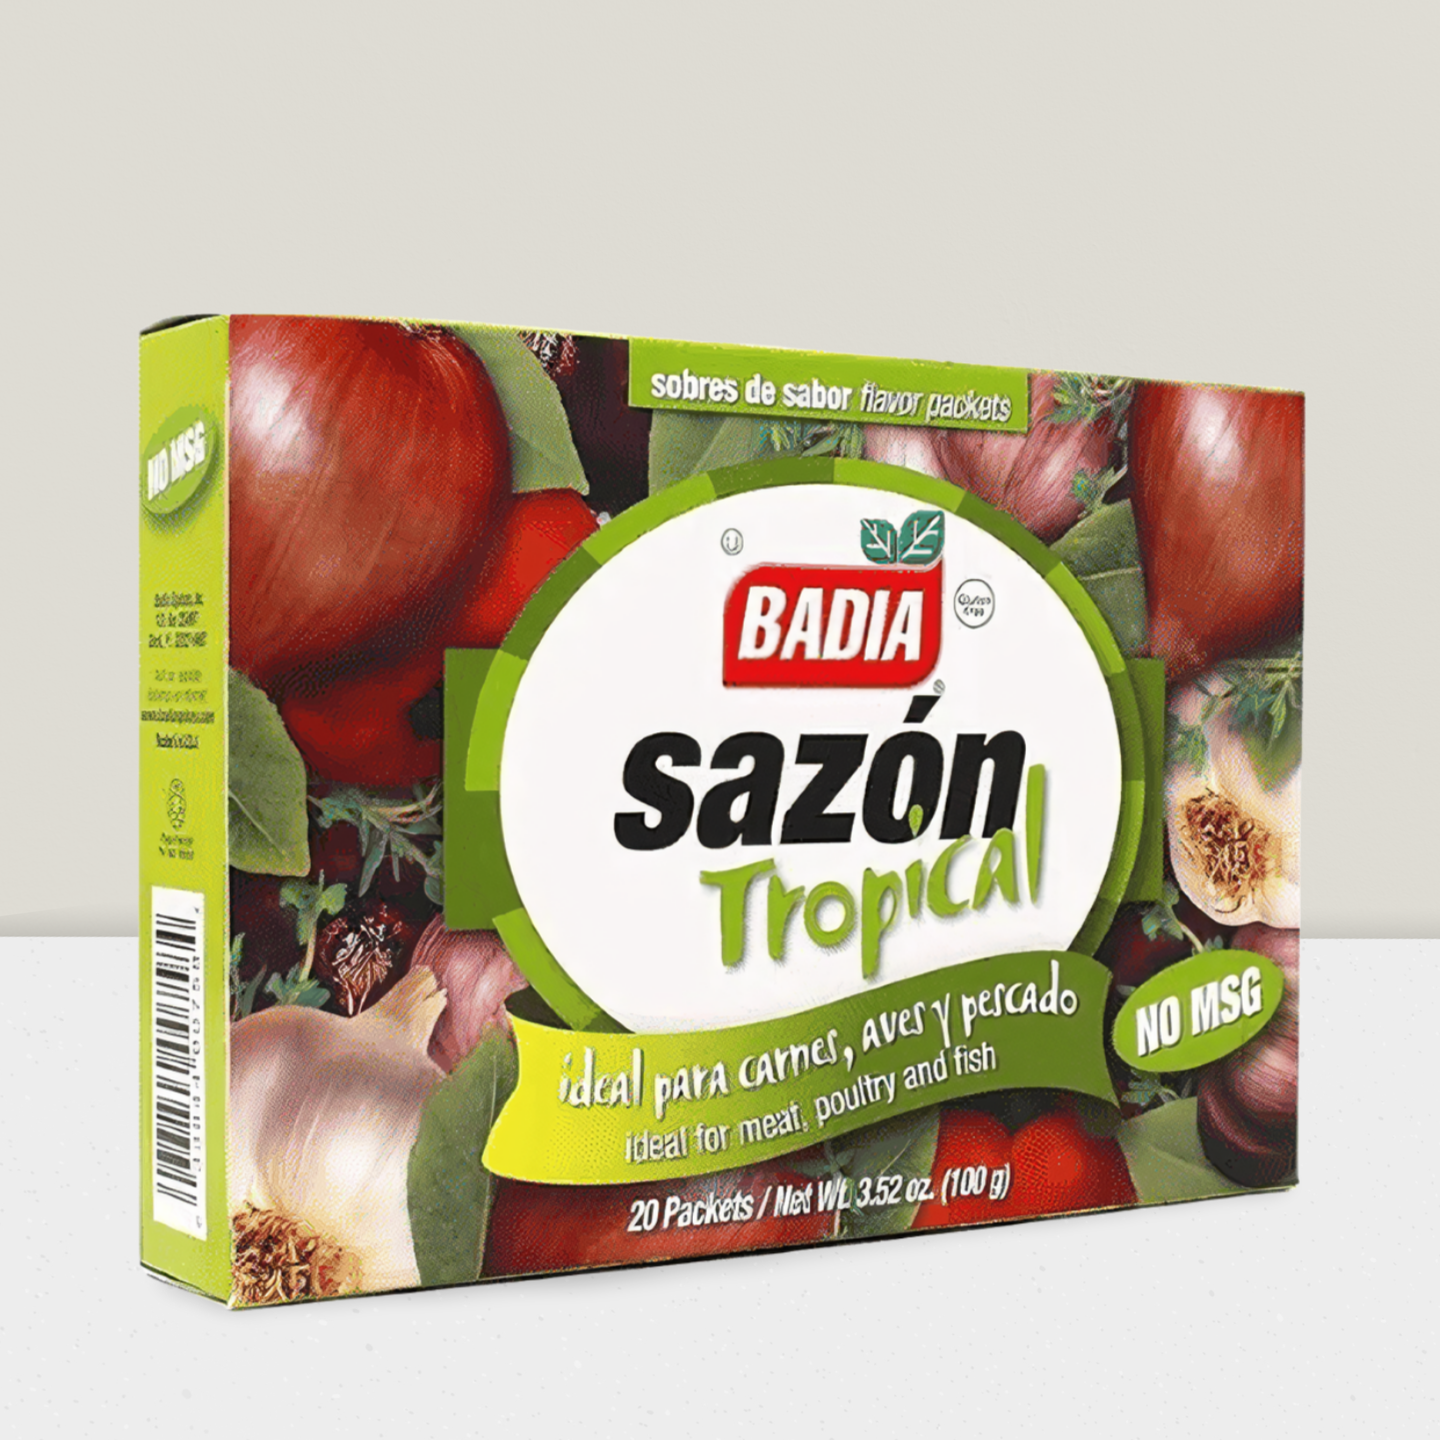 sobres de sabor flavor packets
U
BADIA
®
sazón
Tropical
ideal para carnes, aves y pescado
ideal for meat, poultry and fish
NO MSG
20 Packets / Net Wt. 3.52 oz. (100 g)
NO MSG